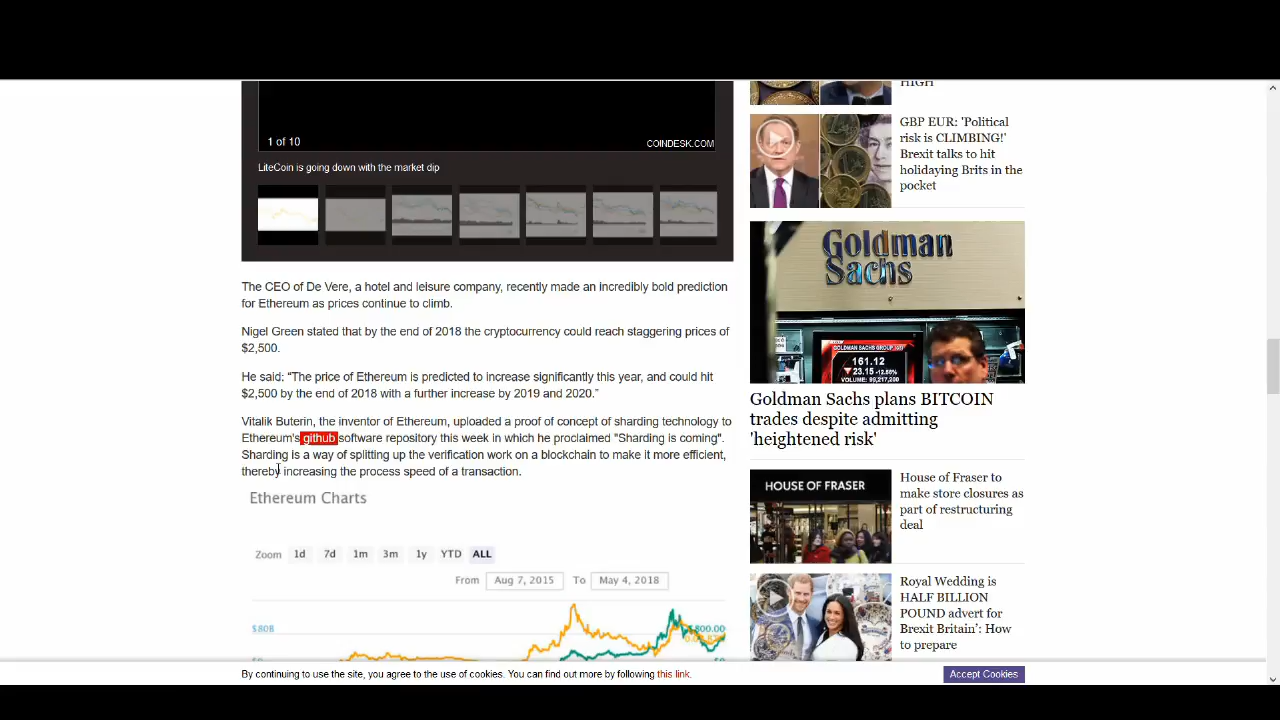 1 of 10
COINDESK.COM
LiteCoin is going down with the market dip
The CEO of De Vere, a hotel and leisure company, recently made an incredibly bold prediction
for Ethereum as prices continue to climb.
Nigel Green stated that by the end of 2018 the cryptocurrency could reach staggering prices of
$2,500.
He said: “The price of Ethereum is predicted to increase significantly this year, and could hit
$2,500 by the end of 2018 with a further increase by 2019 and 2020.”
Vitalik Buterin, the inventor of Ethereum, uploaded a proof of concept of sharding technology to
Ethereum's github software repository this week in which he proclaimed "Sharding is coming".
Sharding is a way of splitting up the verification work on a blockchain to make it more efficient,
thereby increasing the process speed of a transaction.
Ethereum Charts
Zoom 1d 7d 1m 3m 1y YTD ALL
From Aug 7, 2015 To May 4, 2018
$80B
$800.00
HIGH
GBP EUR: 'Political
risk is CLIMBING!'
Brexit talks to hit
holidaying Brits in the
pocket
Goldman
Sachs
GOLDMAN SACHS GROUP
161.12
23.15 -12.56%
VOLUME: 99,217,200
Goldman Sachs plans BITCOIN
trades despite admitting
'heightened risk'
HOUSE OF FRASER
House of Fraser to
make store closures as
part of restructuring
deal
Royal Wedding is
HALF BILLION
POUND advert for
Brexit Britain’: How
to prepare
By continuing to use the site, you agree to the use of cookies. You can find out more by following this link.
Accept Cookies